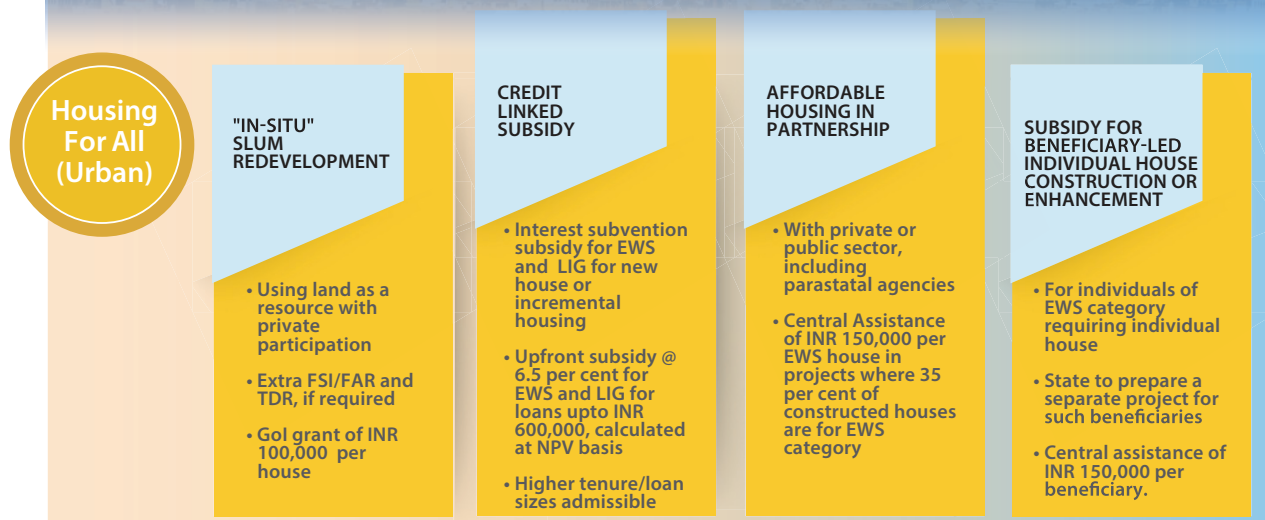 Housing
For All
(Urban)
"IN-SITU"
SLUM
REDEVELOPMENT
• Using land as a
resource with
private
participation
• Extra FSI/FAR and
TDR, if required
• GoI grant of INR
100,000 per
house
CREDIT
LINKED
SUBSIDY
• Interest subvention
subsidy for EWS
and LIG for new
house or
incremental
housing
• Upfront subsidy @
6.5 per cent for
EWS and LIG for
loans upto INR
600,000, calculated
at NPV basis
• Higher tenure/loan
sizes admissible
AFFORDABLE
HOUSING IN
PARTNERSHIP
• With private or
public sector,
including
parastatal agencies
• Central Assistance
of INR 150,000 per
EWS house in
projects where 35
per cent of
constructed houses
are for EWS
category
SUBSIDY FOR
BENEFICIARY-LED
INDIVIDUAL HOUSE
CONSTRUCTION OR
ENHANCEMENT
• For individuals of
EWS category
requiring individual
house
• State to prepare a
separate project for
such beneficiaries
• Central assistance of
INR 150,000 per
beneficiary.